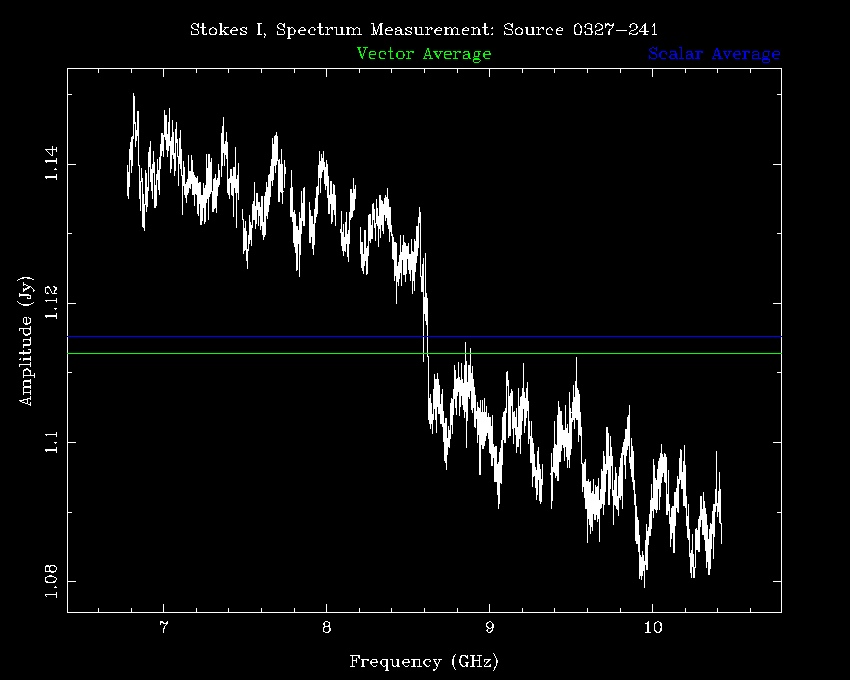 Stokes I, Spectrum Measurement: Source 0327-241
Vector Average Scalar Average
1.14
1.12
1.1
1.08
Amplitude (Jy)
7 8 9 10
Frequency (GHz)